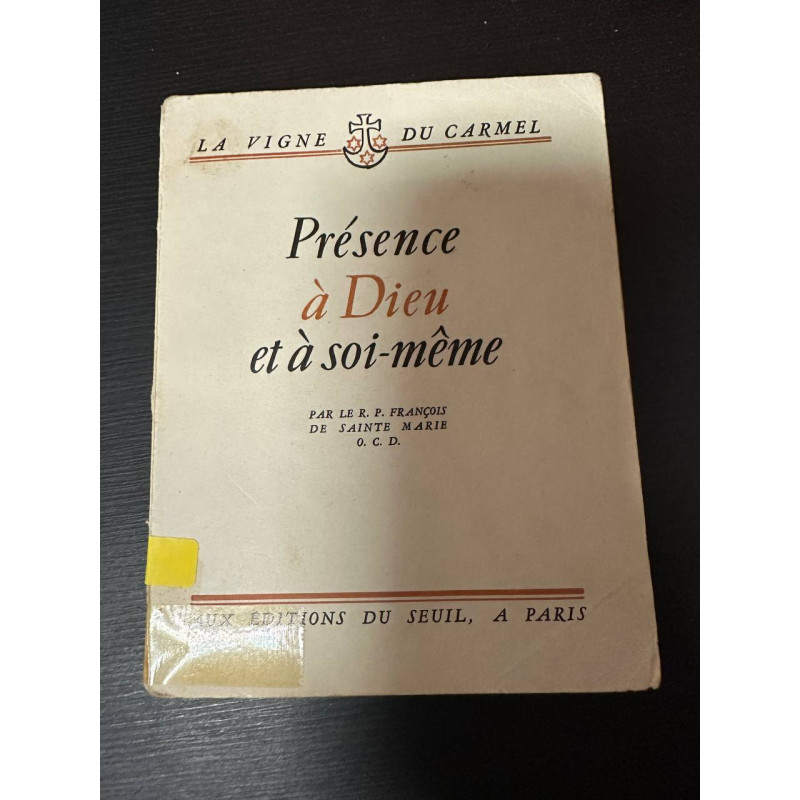 LA VIGNE DU CARMEL
Présence
à Dieu
et à soi-même
PAR LE R. P. FRANÇOIS
DE SAINTE MARIE
O. C. D.
AUX ÉDITIONS DU SEUIL, A PARIS